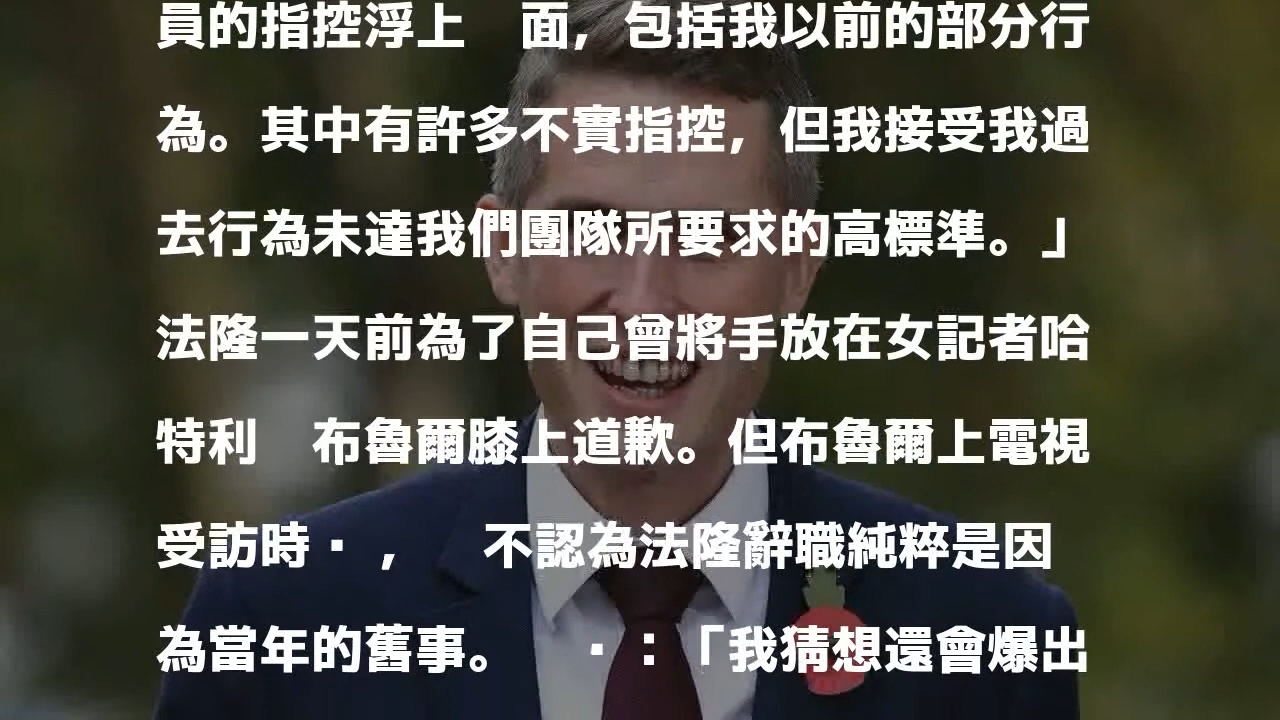 員的指控浮上 面，包括我以前的部分行
為。其中有許多不實指控，但我接受我過
去行為未達我們團隊所要求的高標準。」
法隆一天前為了自己曾將手放在女記者哈
特利 布魯爾膝上道歉。但布魯爾上電視
受訪時· ， 不認為法隆辭職純粹是因
為當年的舊事。 ·：「我猜想還會爆出